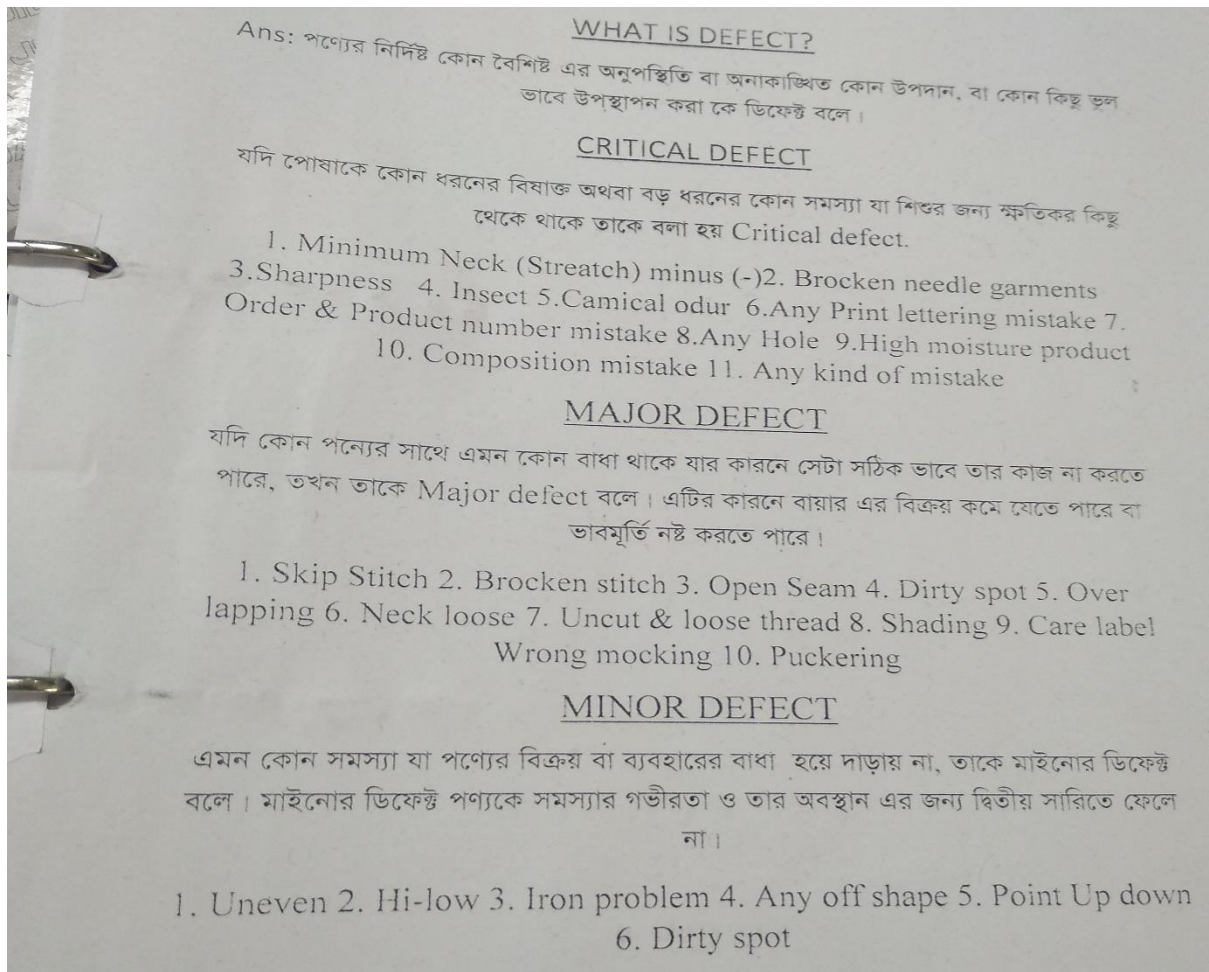 WHAT IS DEFECT?
Ans: পণ্যের নির্দিষ্ট কোন বৈশিষ্ট এর অনুপস্থিতি বা অনাকাঙ্খিত কোন উপদান, বা কোন কিছু ভুল
ভাবে উপস্থাপন করা কে ডিফেক্ট বলে।
CRITICAL DEFECT
যদি পোষাকে কোন ধরনের বিষাক্ত অথবা বড় ধরনের কোন সমস্যা যা শিশুর জন্য ক্ষতিকর কিছু
থেকে থাকে তাকে বলা হয় Critical defect.
1. Minimum Neck (Streatch) minus (-)2. Brocken needle garments
3.Sharpness 4. Insect 5.Camical odur 6.Any Print lettering mistake 7.
Order & Product number mistake 8.Any Hole 9.High moisture product
10. Composition mistake 11. Any kind of mistake
MAJOR DEFECT
যদি কোন পন্যের সাথে এমন কোন বাধা থাকে যার কারনে সেটা সঠিক ভাবে তার কাজ না করতে
পারে, তখন তাকে Major defect বলে। এটির কারনে বায়ার এর বিক্রয় কমে যেতে পারে বা
ভাবমূর্তি নষ্ট করতে পারে।
1. Skip Stitch 2. Brocken stitch 3. Open Seam 4. Dirty spot 5. Over
lapping 6. Neck loose 7. Uncut & loose thread 8. Shading 9. Care label
Wrong mocking 10. Puckering
MINOR DEFECT
এমন কোন সমস্যা যা পণ্যের বিক্রয় বা ব্যবহারের বাধা হয়ে দাড়ায় না, তাকে মাইনোর ডিফেক্ট
বলে। মাইনোর ডিফেক্ট পণ্যকে সমস্যার গভীরতা ও তার অবস্থান এর জন্য দ্বিতীয় সারিতে ফেলে
না।
1. Uneven 2. Hi-low 3. Iron problem 4. Any off shape 5. Point Up down
6. Dirty spot